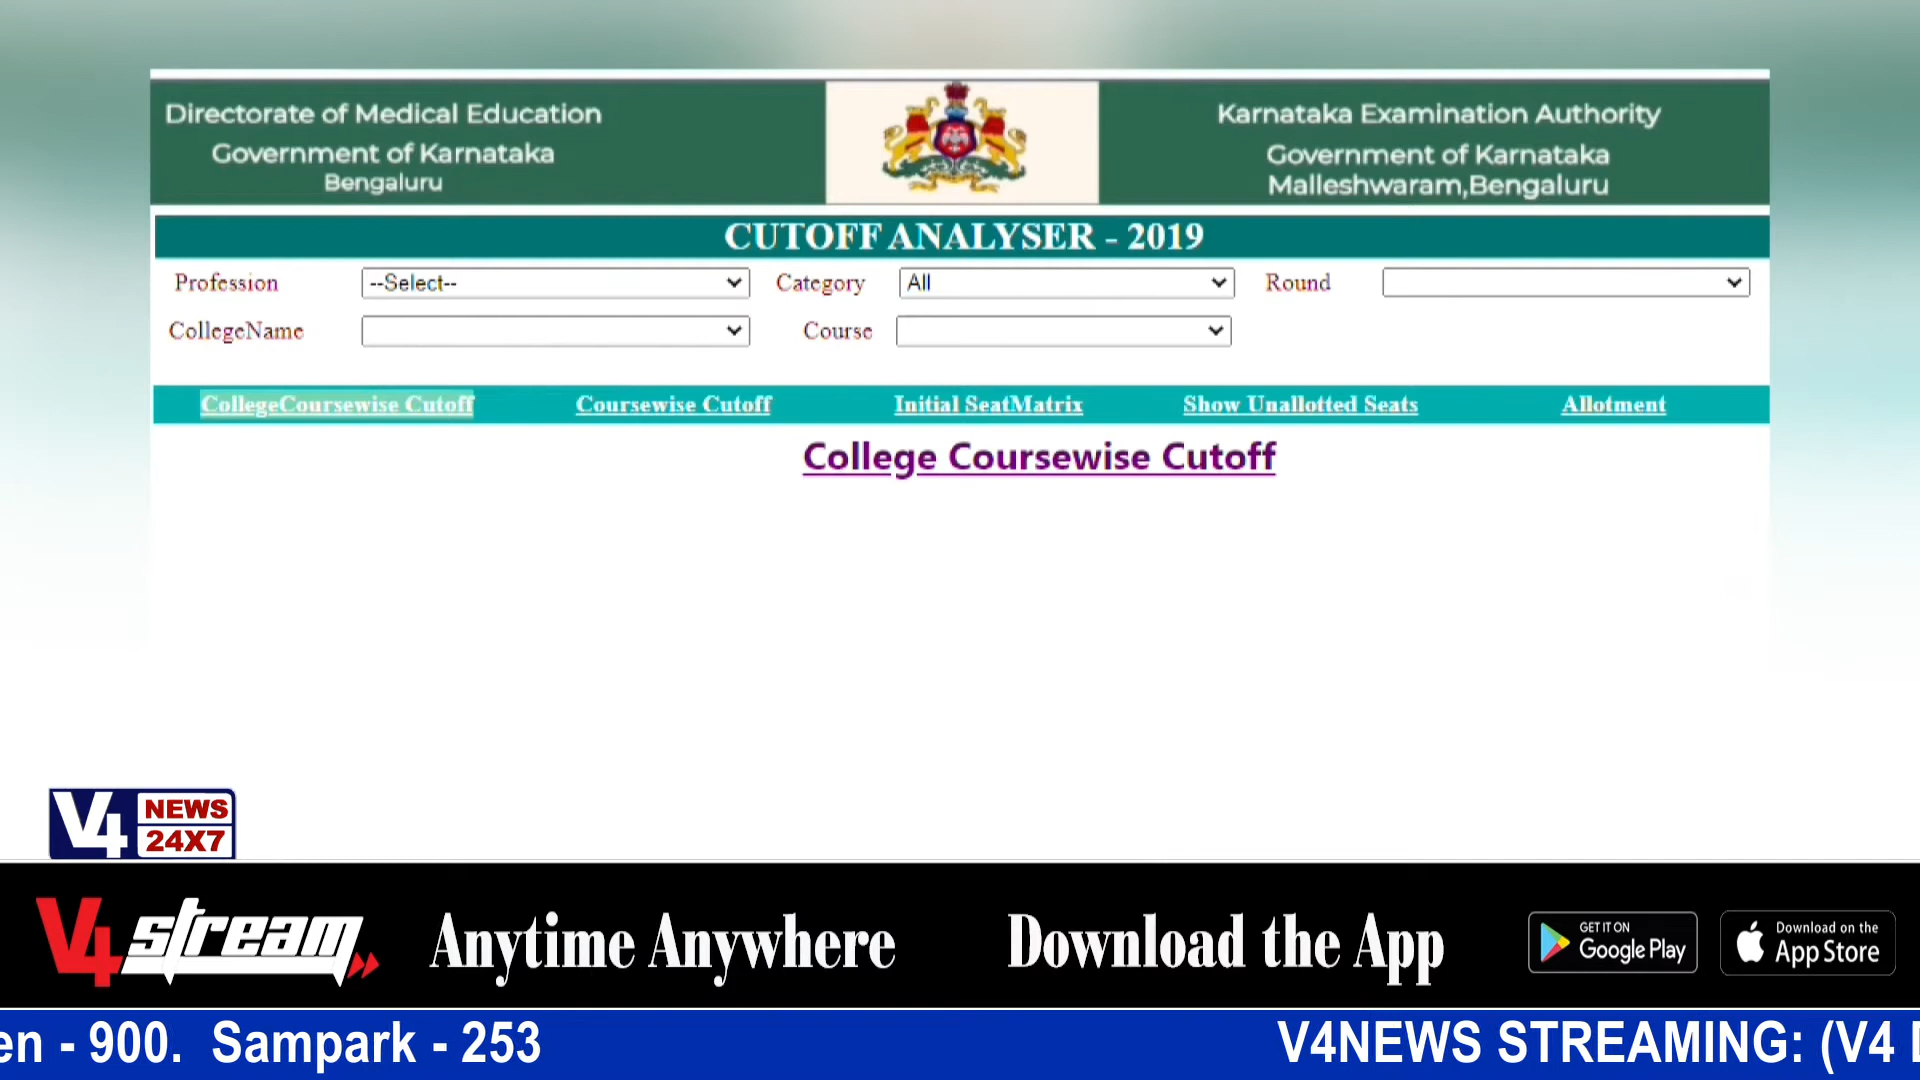 Directorate of Medical Education
Government of Karnataka
Bengaluru
Karnataka Examination Authority
Government of Karnataka
Malleshwaram,Bengaluru
CUTOFF ANALYSER - 2019
Profession --Select-- Category All Round
CollegeName Course
CollegeCoursewise Cutoff Coursewise Cutoff Initial SeatMatrix Show Unallotted Seats Allotment
College Coursewise Cutoff
V4 NEWS
24X7
V4 stream Anytime Anywhere Download the App
GET IT ON
Google Play
Download on the
App Store
en - 900. Sampark - 253 V4NEWS STREAMING: (V4